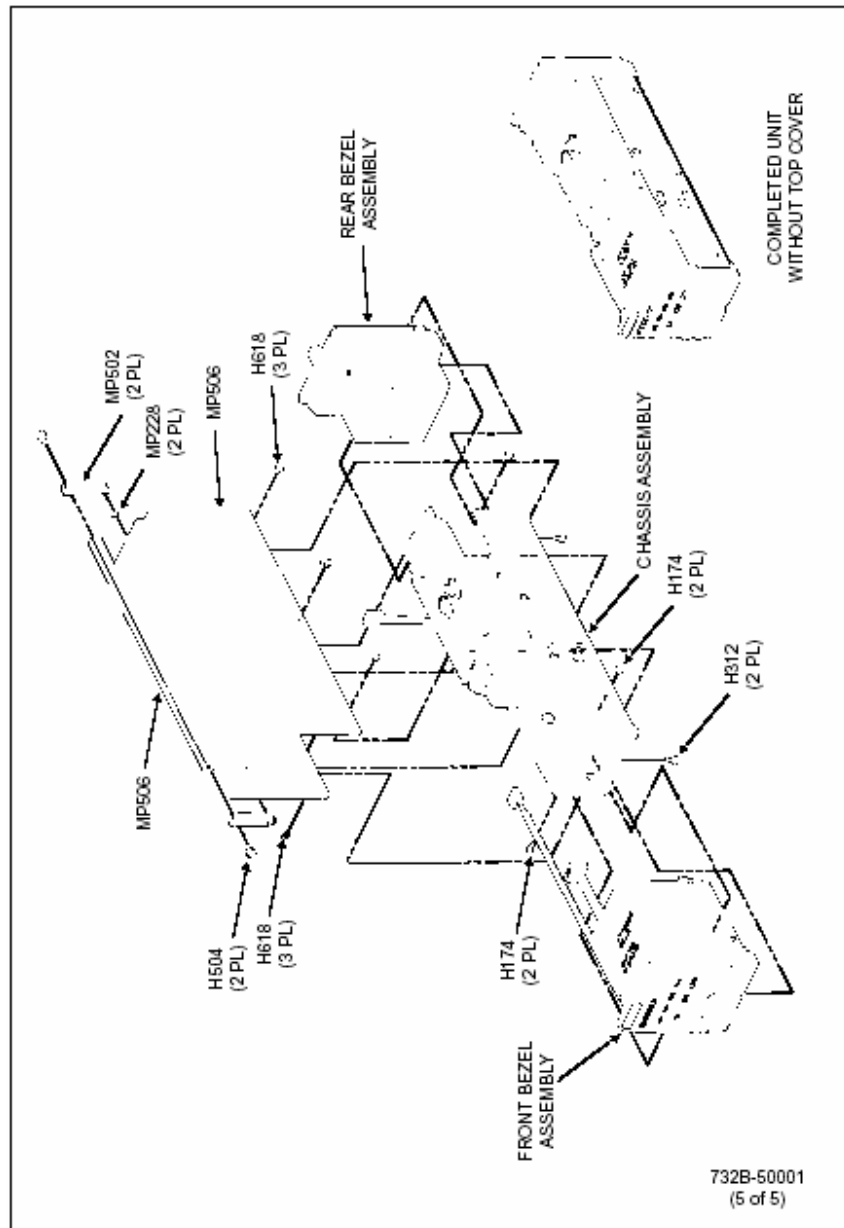 MP502
(2 PL)
MP228
(2 PL)
MP506
H618
(3 PL)
REAR BEZEL
ASSEMBLY
COMPLETED UNIT
WITHOUT TOP COVER
MP506
H504
(2 PL)
H618
(3 PL)
H174
(2 PL)
CHASSIS ASSEMBLY
H174
(2 PL)
H312
(2 PL)
FRONT BEZEL
ASSEMBLY
732B-50001
(5 of 5)